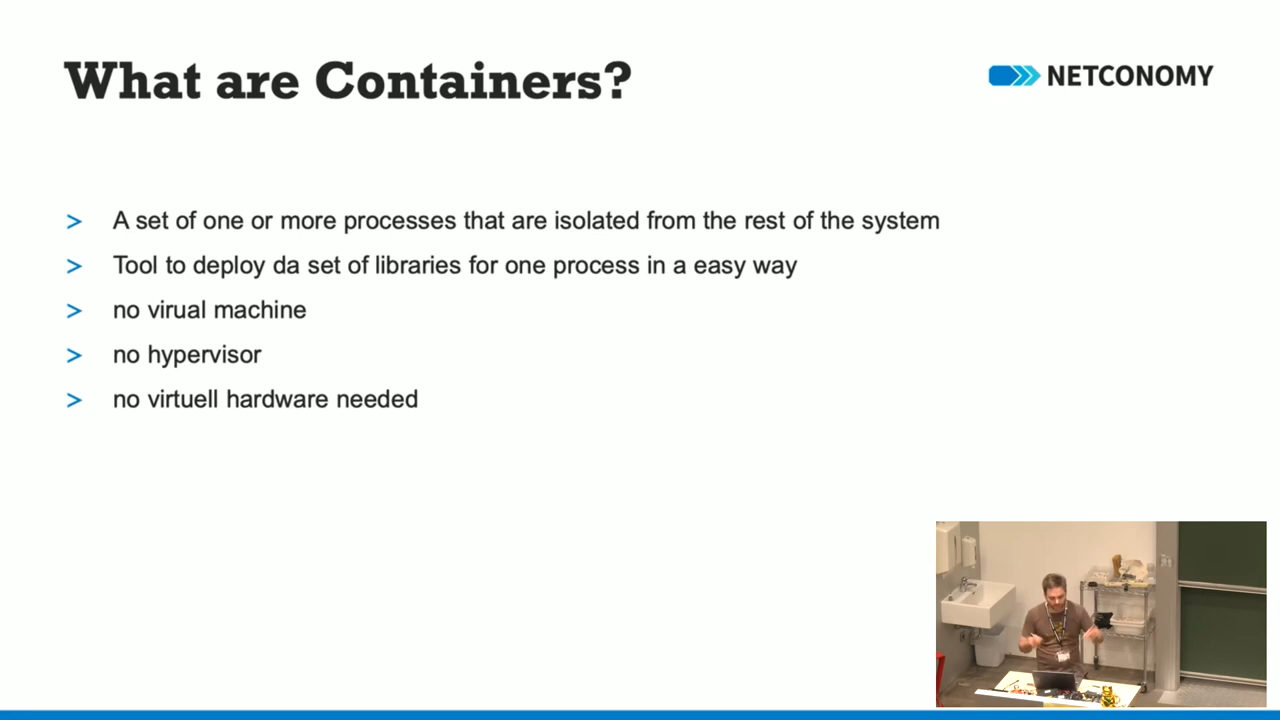 What are Containers?
NETCONOMY
> A set of one or more processes that are isolated from the rest of the system
> Tool to deploy da set of libraries for one process in a easy way
> no virual machine
> no hypervisor
> no virtuell hardware needed